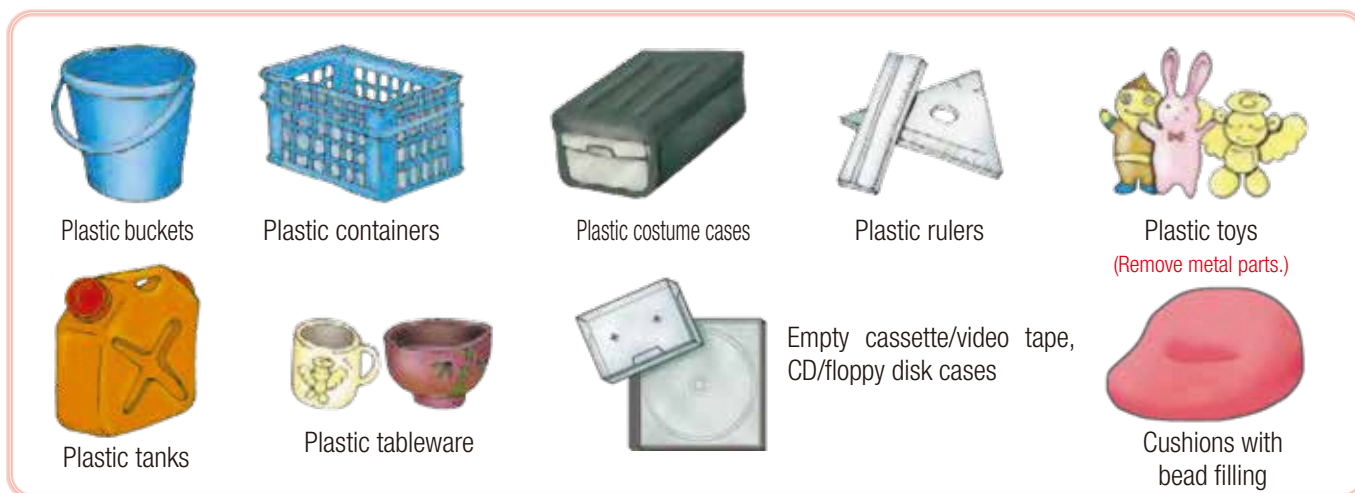 Plastic buckets
Plastic containers
Plastic costume cases
Plastic rulers
Plastic toys
(Remove metal parts.)
Plastic tanks
Plastic tableware
Empty cassette/video tape,
CD/floppy disk cases
Cushions with
bead filling